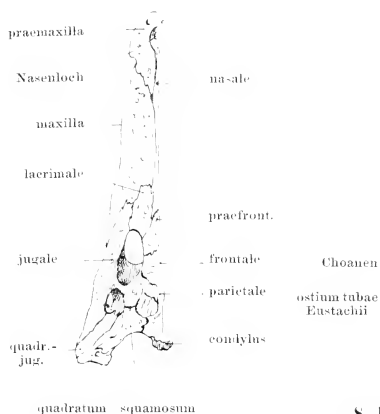 praemaxilla
Nasenloch
nasale
maxilla
lacrimale
praefront.
jugale
frontale
Choanen
parietale
ostium tubae
Eustachii
quadr.-
jug.
condylus
quadratum squamosum